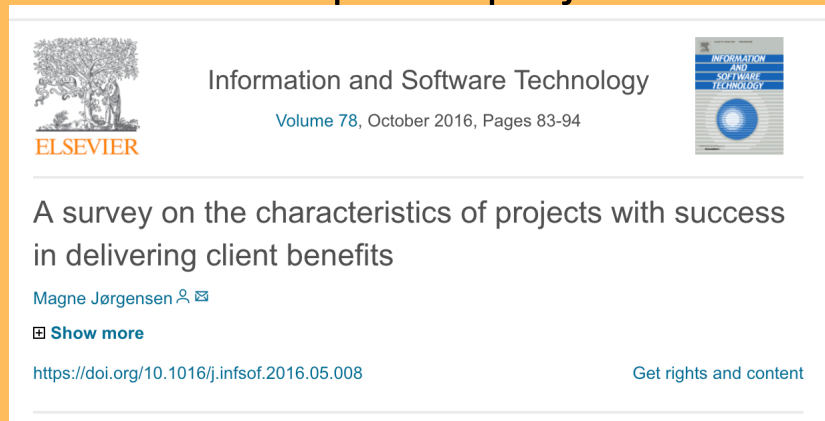 ELSEVIER
Information and Software Technology
Volume 78, October 2016, Pages 83-94
INFORMATION
AND
SOFTWARE
TECHNOLOGY
A survey on the characteristics of projects with success
in delivering client benefits
Magne Jørgensen
Show more
https://doi.org/10.1016/j.infsof.2016.05.008
Get rights and content